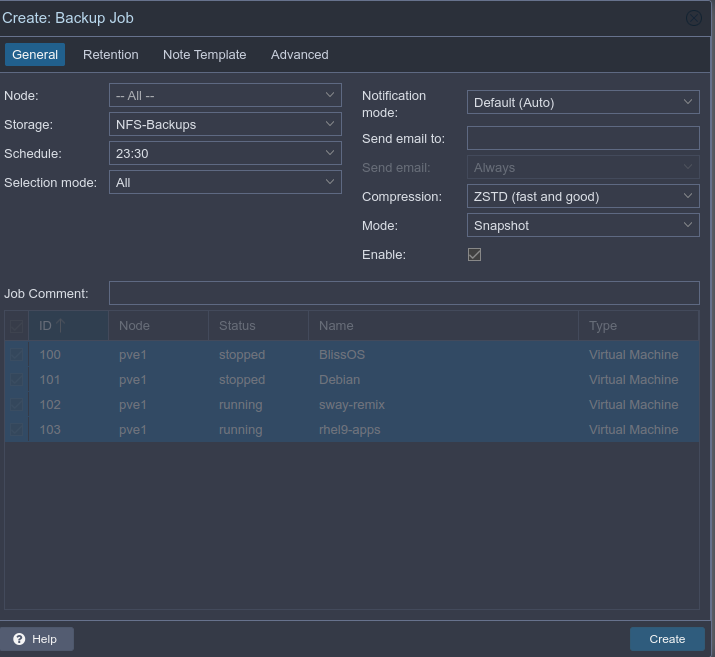 Create: Backup Job
General Retention Note Template Advanced
Node: -- All --
Storage: NFS-Backups
Schedule: 23:30
Selection mode: All
Notification mode: Default (Auto)
Send email to:
Send email: Always
Compression: ZSTD (fast and good)
Mode: Snapshot
Enable:
Job Comment:
ID Node Status Name Type
100 pve1 stopped BlissOS Virtual Machine
101 pve1 stopped Debian Virtual Machine
102 pve1 running sway-remix Virtual Machine
103 pve1 running rhel9-apps Virtual Machine
Help Create